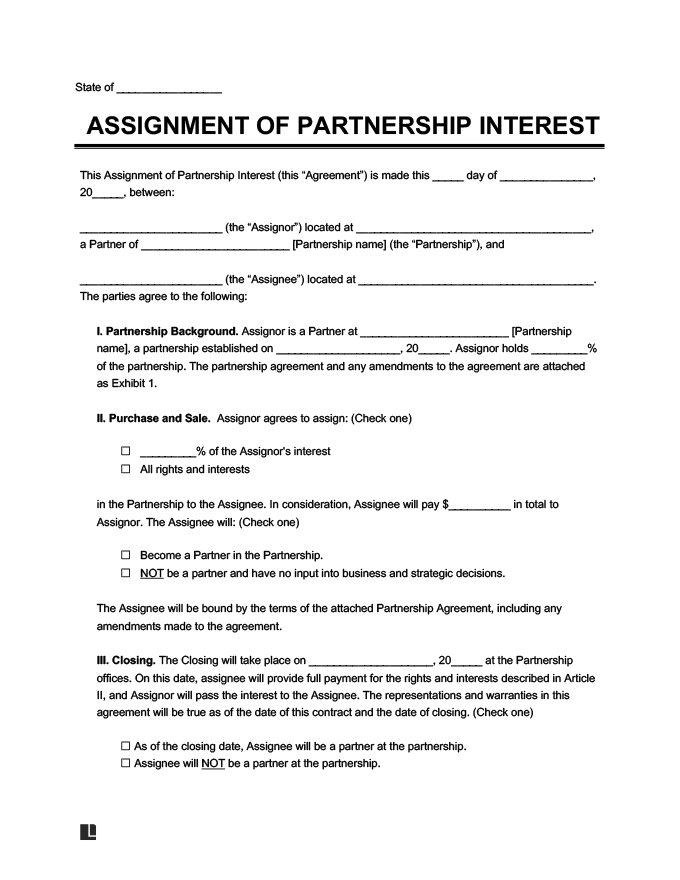 State of _________________
ASSIGNMENT OF PARTNERSHIP INTEREST
This Assignment of Partnership Interest (this “Agreement”) is made this _____ day of _______________,
20_____, between:
_______________________ (the “Assignor”) located at ______________________________________,
a Partner of ________________________ [Partnership name] (the “Partnership”), and
_______________________ (the “Assignee”) located at ______________________________________.
The parties agree to the following:
I. Partnership Background. Assignor is a Partner at ________________________ [Partnership
name], a partnership established on ____________________, 20_____. Assignor holds _________%
of the partnership. The partnership agreement and any amendments to the agreement are attached
as Exhibit 1.
II. Purchase and Sale. Assignor agrees to assign: (Check one)
☐ _________% of the Assignor's interest
☐ All rights and interests
in the Partnership to the Assignee. In consideration, Assignee will pay $__________ in total to
Assignor. The Assignee will: (Check one)
☐ Become a Partner in the Partnership.
☐ NOT be a partner and have no input into business and strategic decisions.
The Assignee will be bound by the terms of the attached Partnership Agreement, including any
amendments made to the agreement.
III. Closing. The Closing will take place on ____________________, 20_____ at the Partnership
offices. On this date, assignee will provide full payment for the rights and interests described in Article
II, and Assignor will pass the interest to the Assignee. The representations and warranties in this
agreement will be true as of the date of this contract and the date of closing. (Check one)
☐ As of the closing date, Assignee will be a partner at the partnership.
☐ Assignee will NOT be a partner at the partnership.